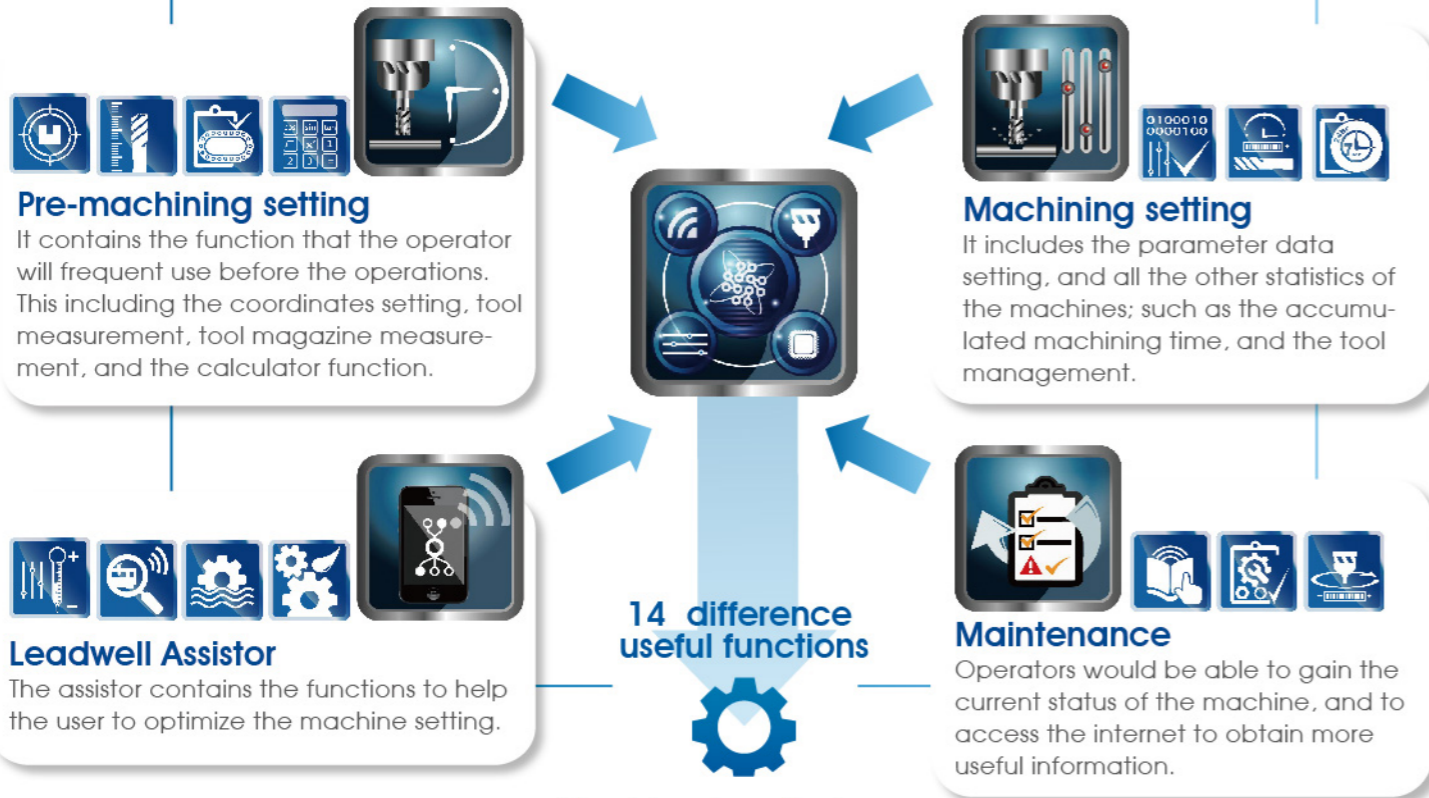 Pre-machining setting
It contains the function that the operator
will frequent use before the operations.
This including the coordinates setting, tool
measurement, tool magazine measure-
ment, and the calculator function.
0100010
0000100
Machining setting
It includes the parameter data
setting, and all the other statistics of
the machines; such as the accumu-
lated machining time, and the tool
management.
Leadwell Assistor
The assistor contains the functions to help
the user to optimize the machine setting.
14 difference
useful functions
Maintenance
Operators would be able to gain the
current status of the machine, and to
access the internet to obtain more
useful information.